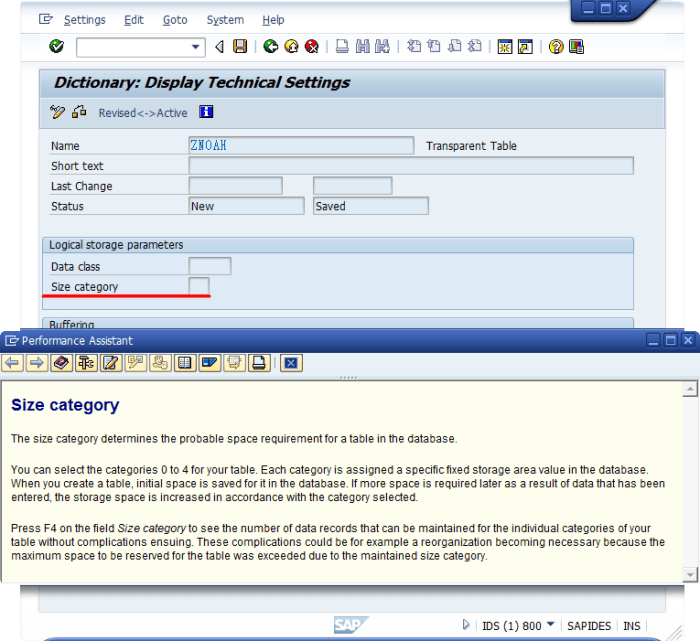 Settings Edit Goto System Help
Dictionary: Display Technical Settings
Revised<->Active
Name ZNOAH Transparent Table
Short text
Last Change
Status New Saved
Logical storage parameters
Data class
Size category
Buffering
Performance Assistant
Size category
The size category determines the probable space requirement for a table in the database.
You can select the categories 0 to 4 for your table. Each category is assigned a specific fixed storage area value in the database.
When you create a table, initial space is saved for it in the database. If more space is required later as a result of data that has been
entered, the storage space is increased in accordance with the category selected.
Press F4 on the field Size category to see the number of data records that can be maintained for the individual categories of your
table without complications ensuing. These complications could be for example a reorganization becoming necessary because the
maximum space to be reserved for the table was exceeded due to the maintained size category.
SAP IDS (1) 800 SAPIDES INS